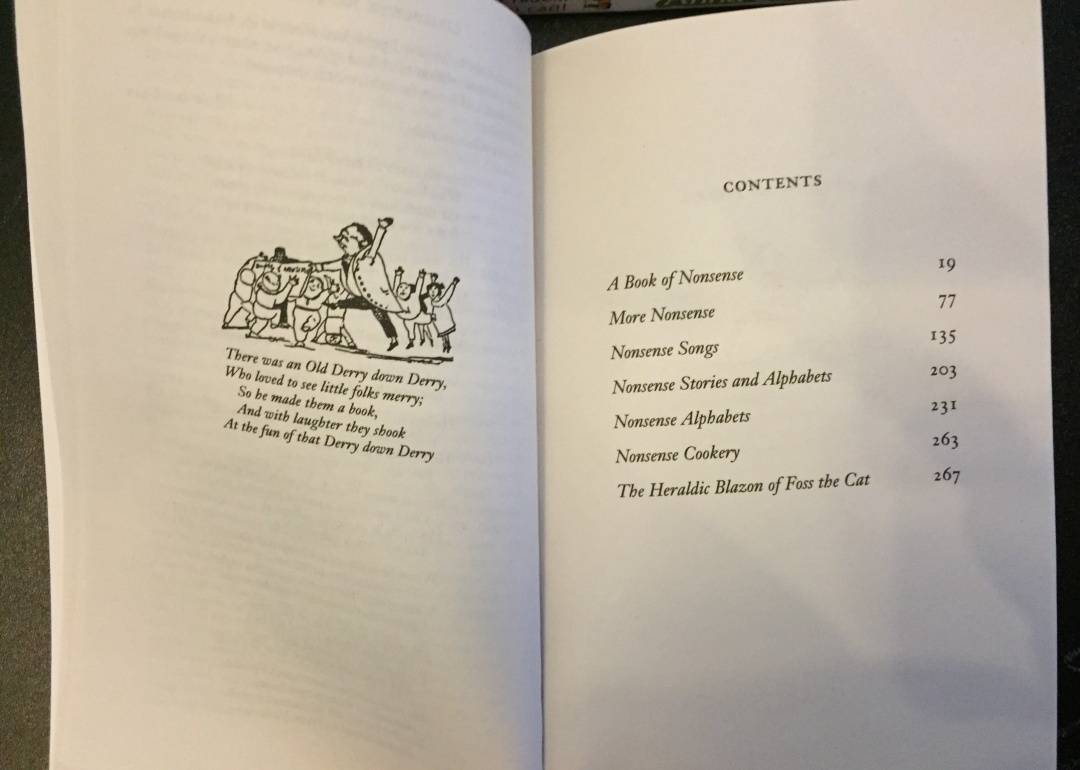 There was an Old Derry down Derry,
Who loved to see little folks merry;
So he made them a book,
And with laughter they shook
At the fun of that Derry down Derry
CONTENTS
A Book of Nonsense 19
More Nonsense 77
Nonsense Songs 135
Nonsense Stories and Alphabets 203
Nonsense Alphabets 231
Nonsense Cookery 263
The Heraldic Blazon of Foss the Cat 267